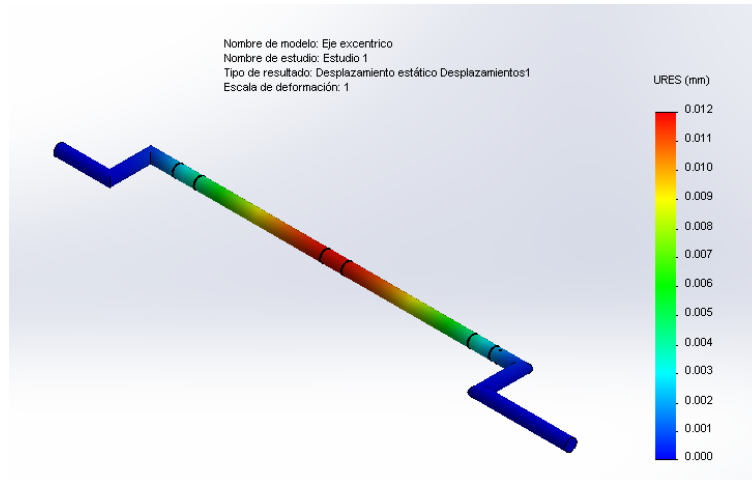 Nombre de modelo: Eje excentrico
Nombre de estudio: Estudio 1
Tipo de resultado: Desplazamiento estático Desplazamientos1
Escala de deformación: 1
URES (mm)
0.012
0.011
0.010
0.009
0.008
0.007
0.006
0.005
0.004
0.003
0.002
0.001
0.000